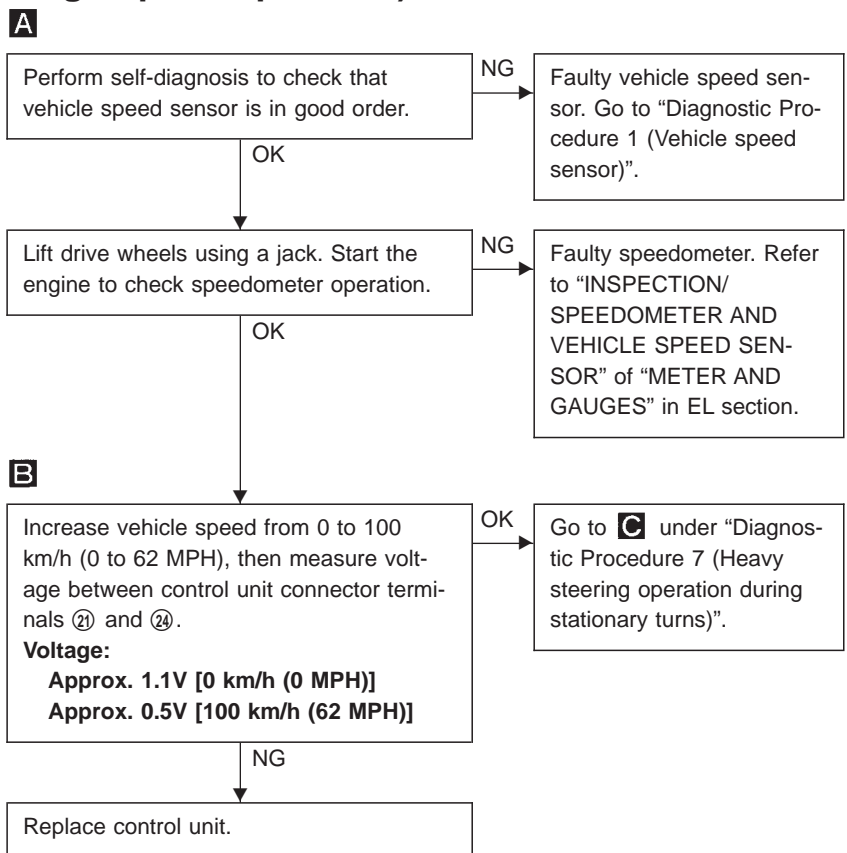 A
Perform self-diagnosis to check that
vehicle speed sensor is in good order.
NG
Faulty vehicle speed sen-
sor. Go to “Diagnostic Pro-
cedure 1 (Vehicle speed
sensor)”.
OK
Lift drive wheels using a jack. Start the
engine to check speedometer operation.
NG
Faulty speedometer. Refer
to “INSPECTION/
SPEEDOMETER AND
VEHICLE SPEED SEN-
SOR” of “METER AND
GAUGES” in EL section.
OK
B
Increase vehicle speed from 0 to 100
km/h (0 to 62 MPH), then measure volt-
age between control unit connector termi-
nals ㉑ and ㉔.
Voltage:
Approx. 1.1V [0 km/h (0 MPH)]
Approx. 0.5V [100 km/h (62 MPH)]
OK
Go to C under “Diagnos-
tic Procedure 7 (Heavy
steering operation during
stationary turns)”.
NG
Replace control unit.